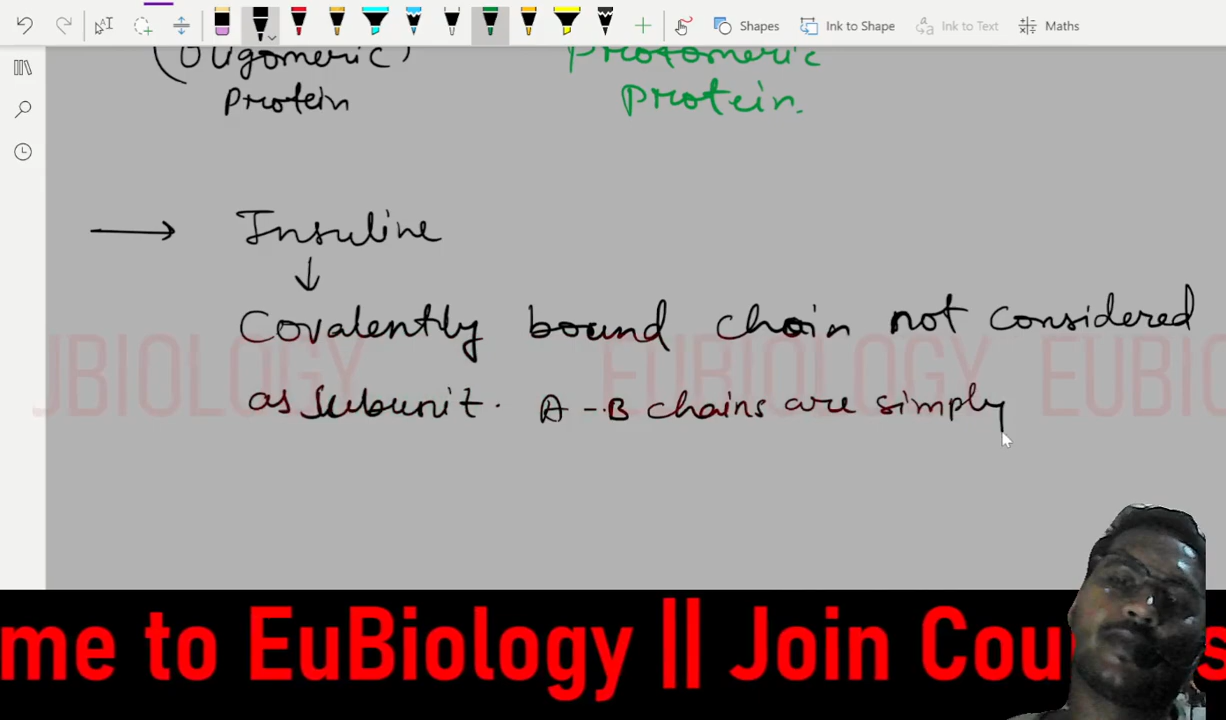 Shapes Ink to Shape Ink to Text Maths
(Oligomeric) Protomeric
Protein Protein.
→ Insuline
↓
Covalently bound chain not considered
UBIOLOGY EUBIOLOGY EUBIO
as Subunit. A - B chains are simply
me to EuBiology || Join Cou s